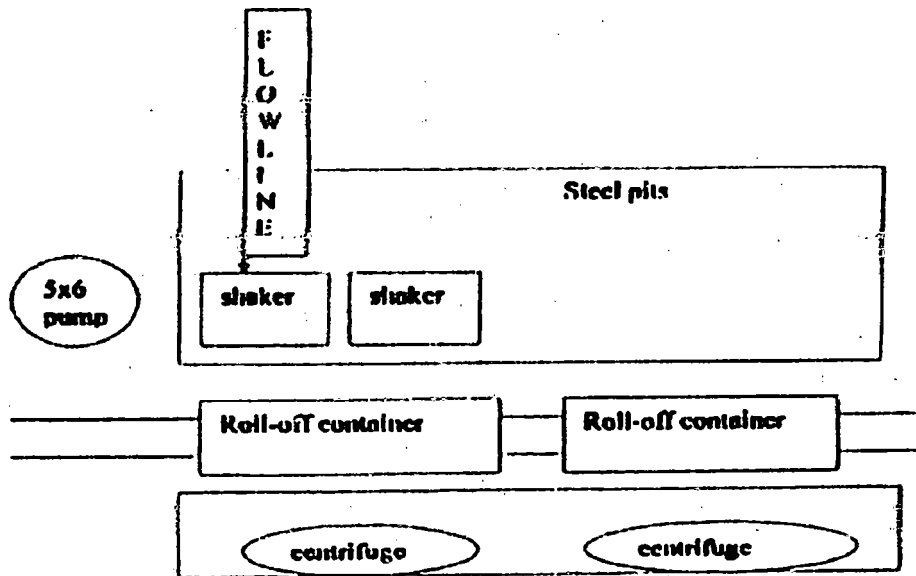 FLOWLINE
Steel pits
5x6
pump
shaker
shaker
Roll-off container
Roll-off container
centrifuge
centrifuge